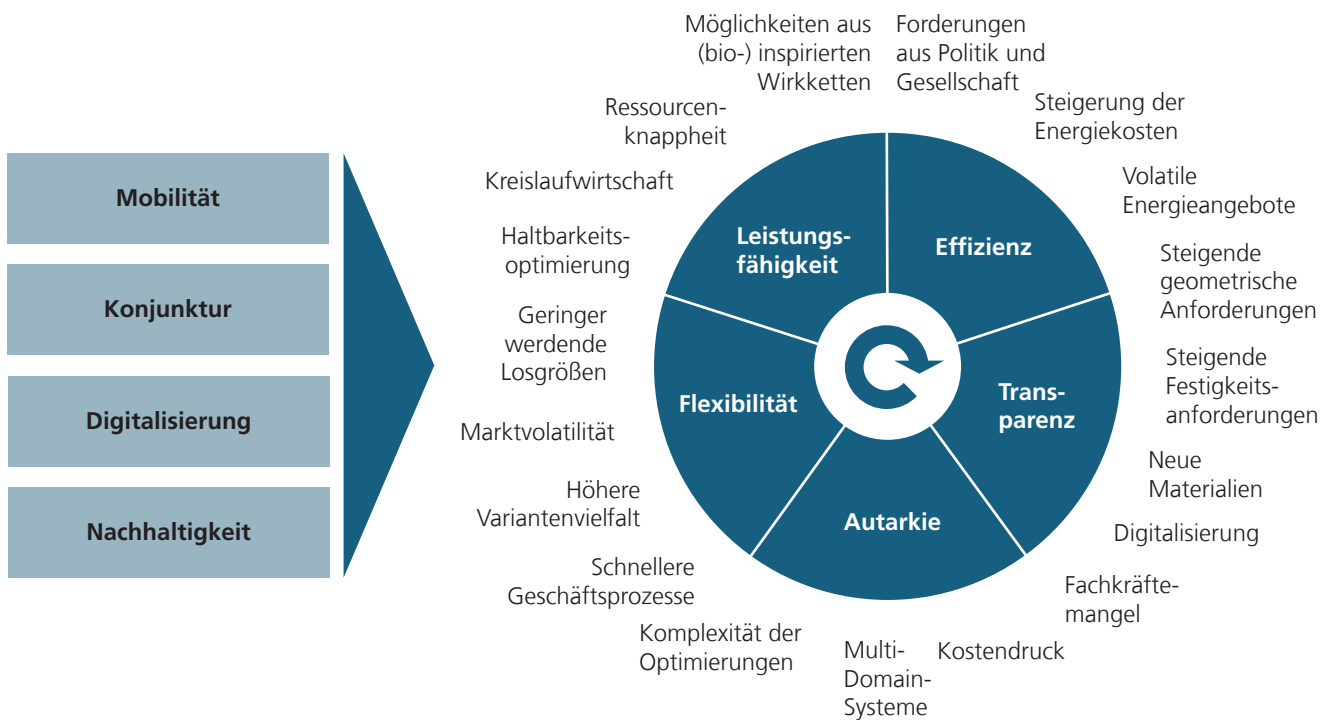 Mobilität
Konjunktur
Digitalisierung
Nachhaltigkeit
Möglichkeiten aus
(bio-) inspirierten
Wirkketten
Forderungen
aus Politik und
Gesellschaft
Steigerung der
Energiekosten
Volatile
Energieangebote
Steigende
geometrische
Anforderungen
Steigende
Festigkeits-
anforderungen
Neue
Materialien
Digitalisierung
Fachkräfte-
mangel
Kostendruck
Multi-
Domain-
Systeme
Komplexität der
Optimierungen
Schnellere
Geschäftsprozesse
Höhere
Variantenvielfalt
Marktvolatilität
Geringer
werdende
Losgrößen
Haltbarkeits-
optimierung
Kreislaufwirtschaft
Ressourcen-
knappheit
Leistungs-
fähigkeit
Effizienz
Trans-
parenz
Autarkie
Flexibilität